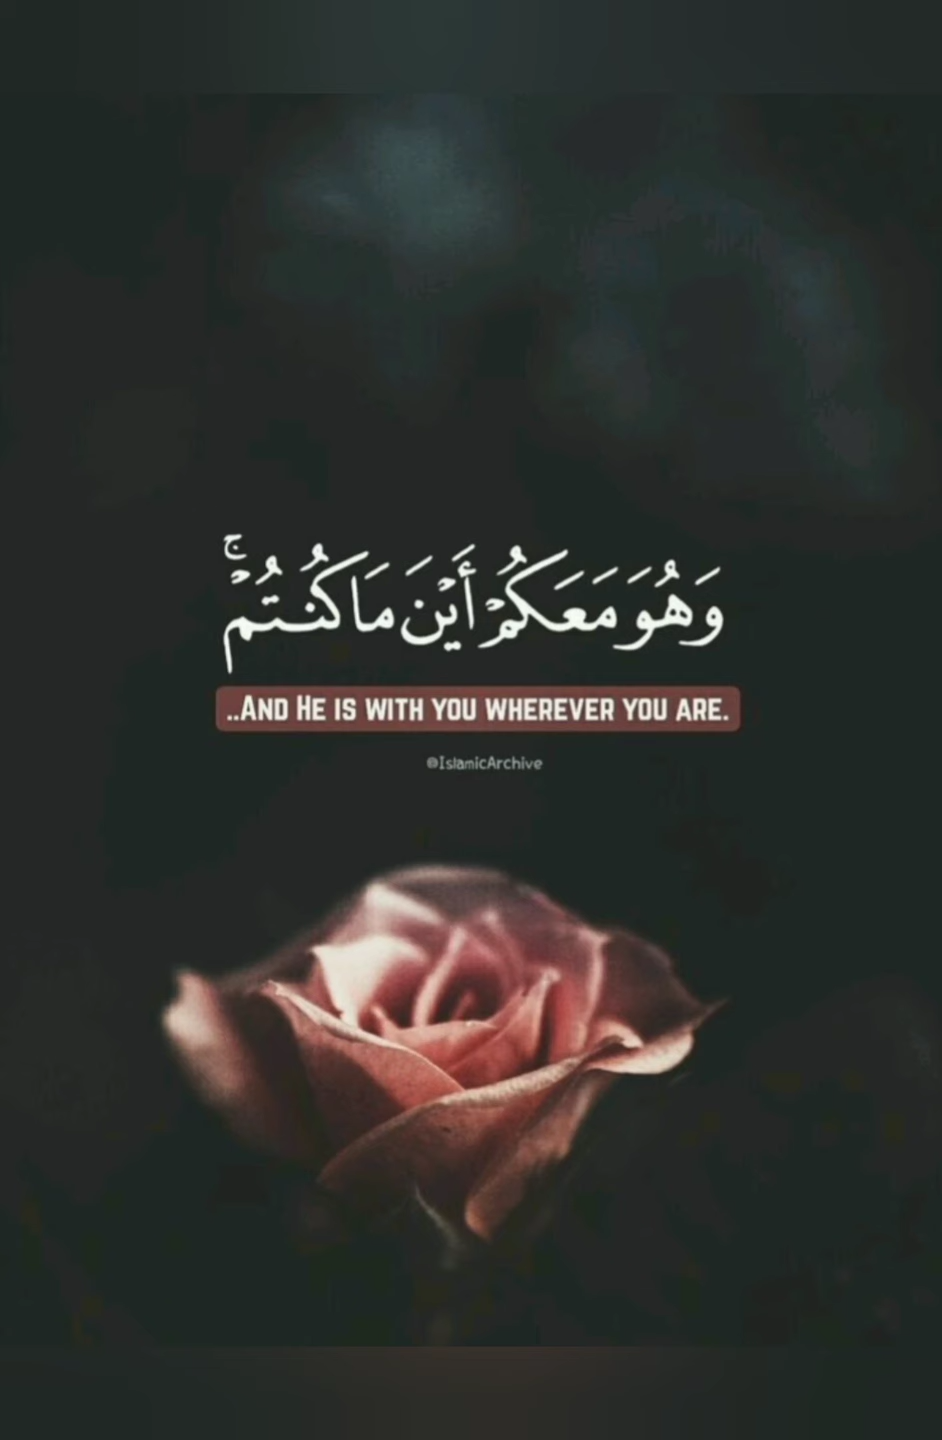 وَهُوَ مَعَكُمْ أَيْنَ مَا كُنتُمْ ۚ
..AND HE IS WITH YOU WHEREVER YOU ARE.
@IslamicArchive